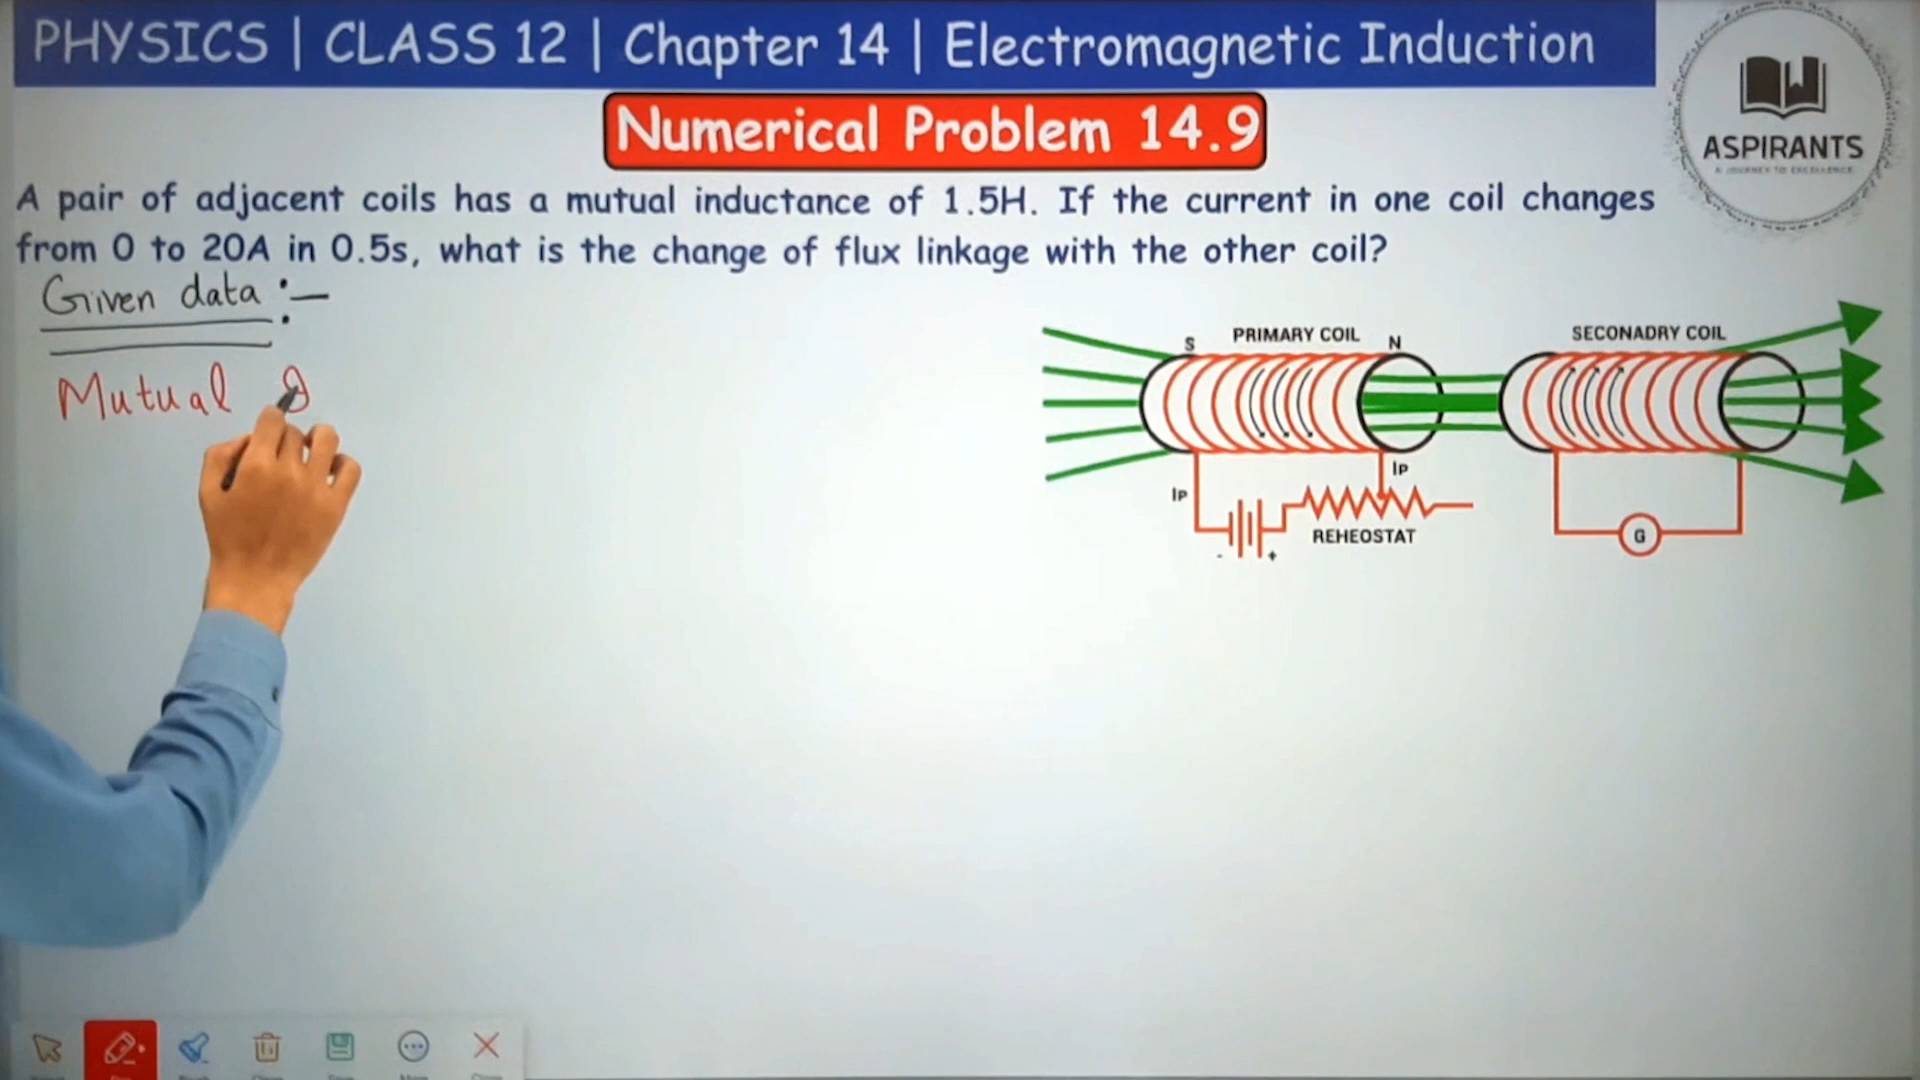 PHYSICS | CLASS 12 | Chapter 14 | Electromagnetic Induction
Numerical Problem 14.9
ASPIRANTS
A JOURNEY TO EXCELLENCE
A pair of adjacent coils has a mutual inductance of 1.5H. If the current in one coil changes
from 0 to 20A in 0.5s, what is the change of flux linkage with the other coil?
Given data :-
Mutual
S
PRIMARY COIL
N
SECONADRY COIL
IP
IP
REHEOSTAT
- +
G